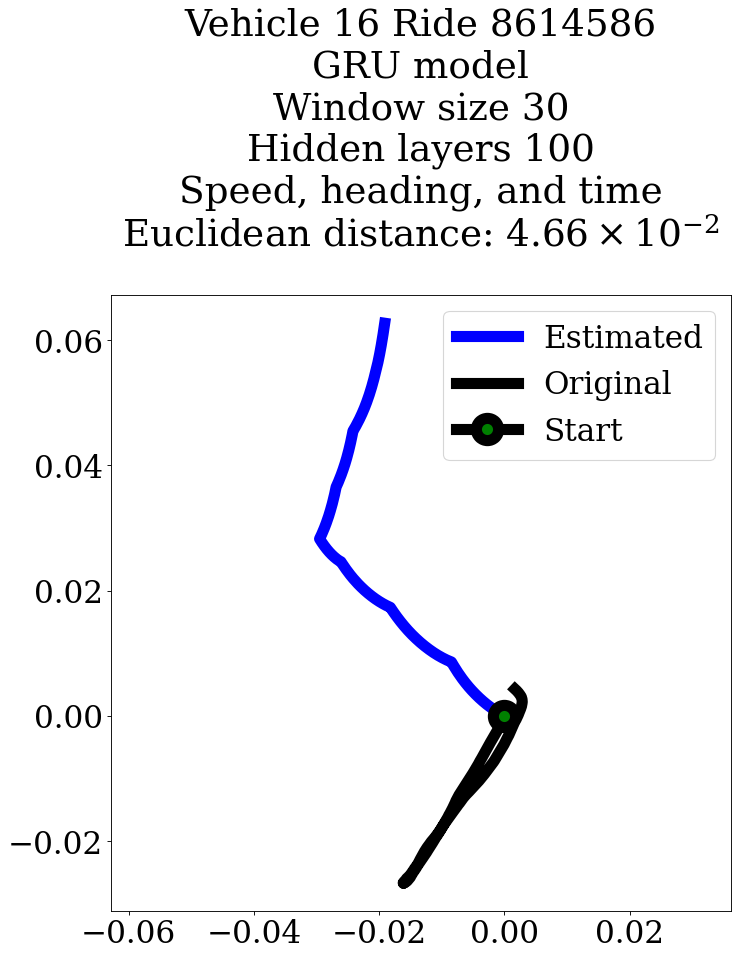 Vehicle 16 Ride 8614586
GRU model
Window size 30
Hidden layers 100
Speed, heading, and time
Euclidean distance: 4.66 × 10⁻²
Estimated
Original
Start
0.06
0.04
0.02
0.00
−0.02
−0.06 −0.04 −0.02 0.00 0.02